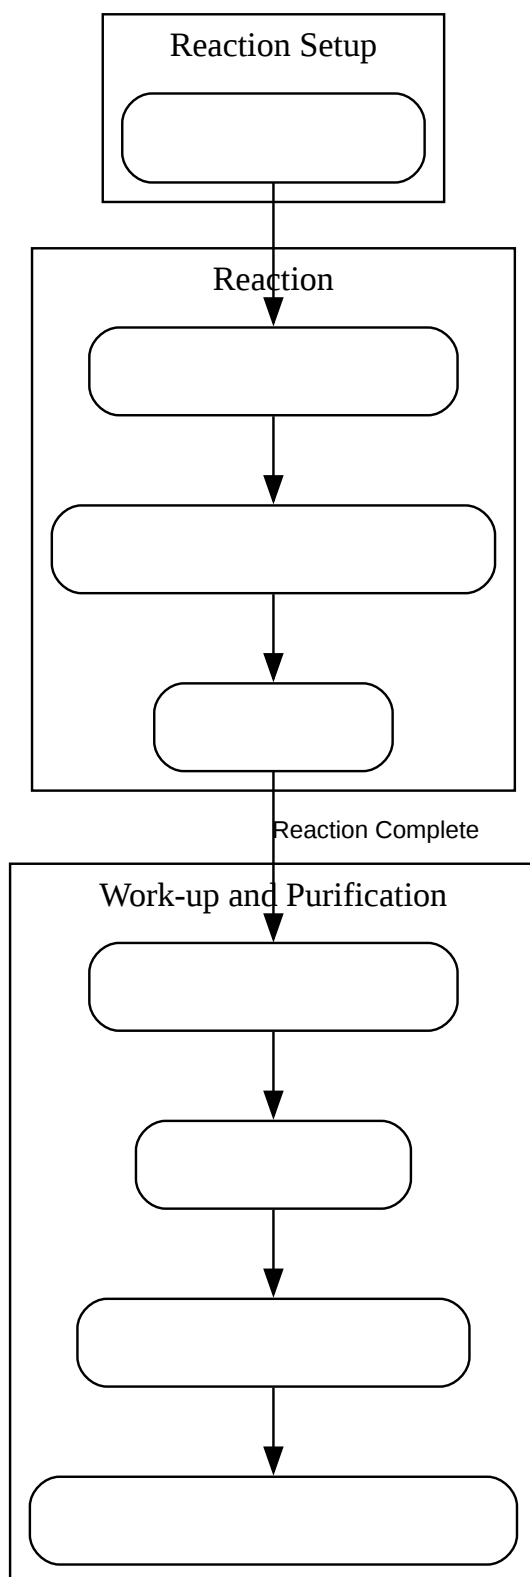 Reaction Setup
Reaction
Reaction Complete
Work-up and Purification